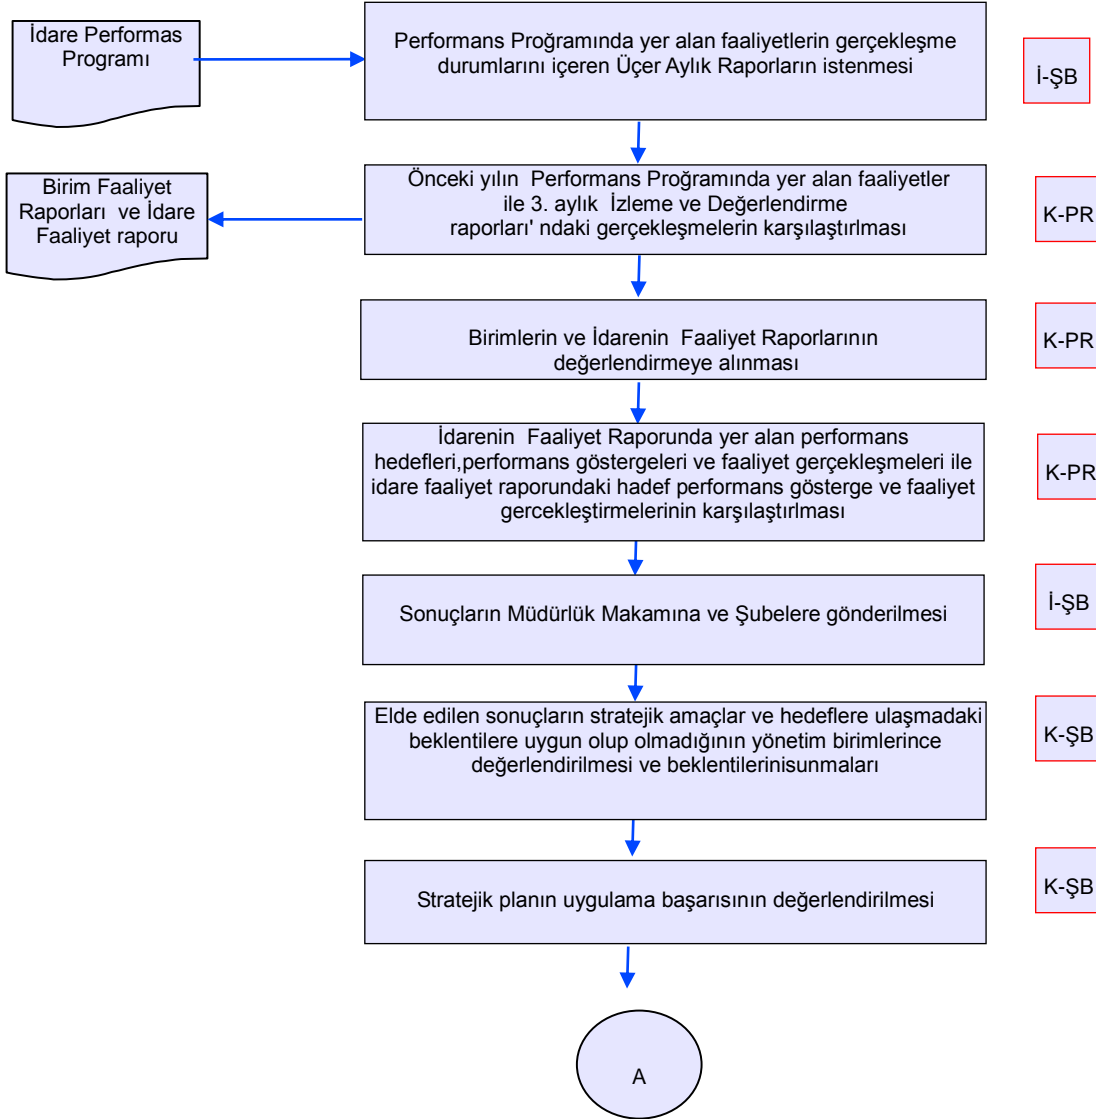 İdare Performas
Programı
Performans Proğramında yer alan faaliyetlerin gerçekleşme
durumlarını içeren Üçer Aylık Raporların istenmesi
İ-ŞB
Birim Faaliyet
Raporları ve İdare
Faaliyet raporu
Önceki yılın Performans Proğramında yer alan faaliyetler
ile 3. aylık İzleme ve Değerlendirme
raporları' ndaki gerçekleşmelerin karşılaştırlması
K-PR
Birimlerin ve İdarenin Faaliyet Raporlarının
değerlendirmeye alınması
K-PR
İdarenin Faaliyet Raporunda yer alan performans
hedefleri,performans göstergeleri ve faaliyet gerçekleşmeleri ile
idare faaliyet raporundaki hadef performans gösterge ve faaliyet
gercekleştirmelerinin karşılaştırlması
K-PR
Sonuçların Müdürlük Makamına ve Şubelere gönderilmesi
İ-ŞB
Elde edilen sonuçların stratejik amaçlar ve hedeflere ulaşmadaki
beklentilere uygun olup olmadığının yönetim birimlerince
değerlendirilmesi ve beklentilerinisunmaları
K-ŞB
Stratejik planın uygulama başarısının değerlendirilmesi
K-ŞB
A